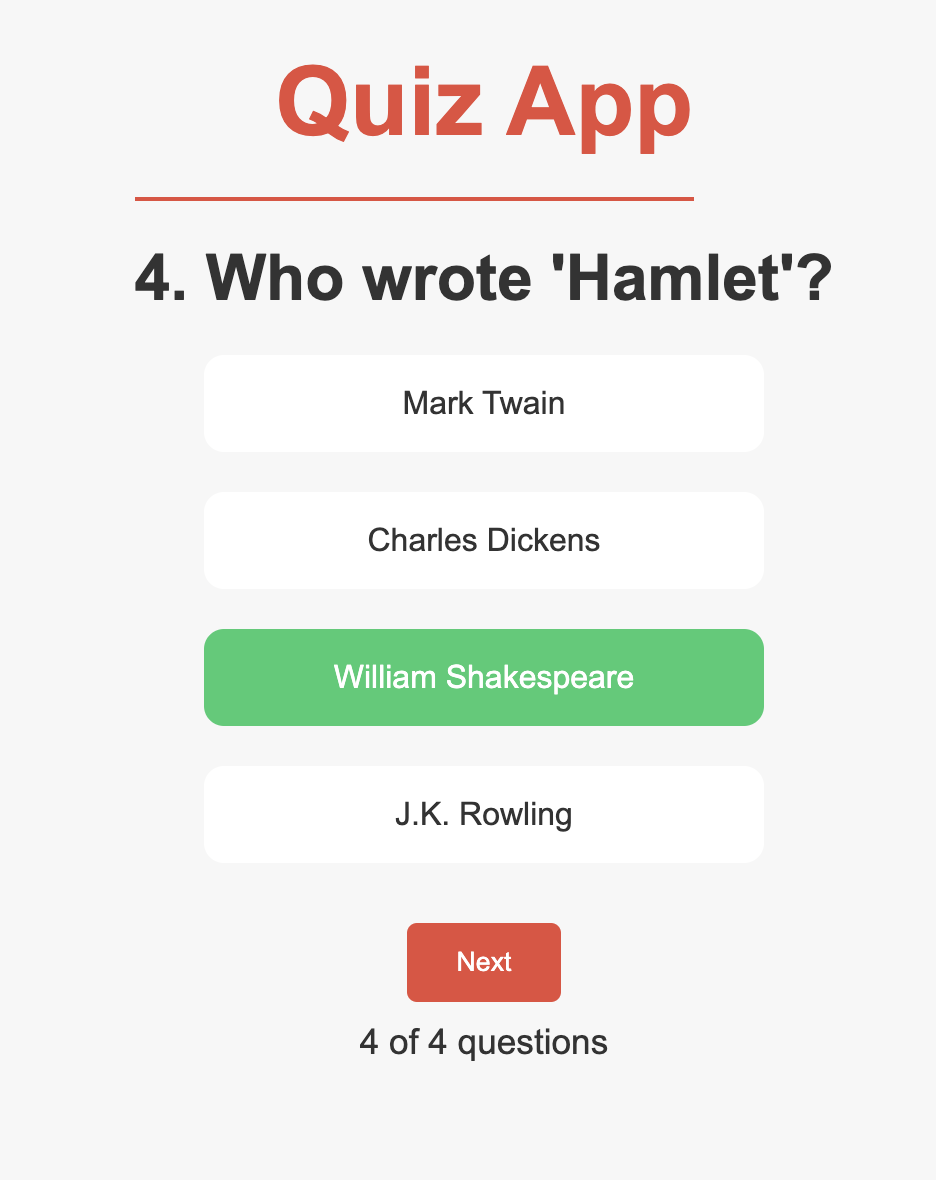 Quiz App
4. Who wrote 'Hamlet'?
Mark Twain
Charles Dickens
William Shakespeare
J.K. Rowling
Next
4 of 4 questions